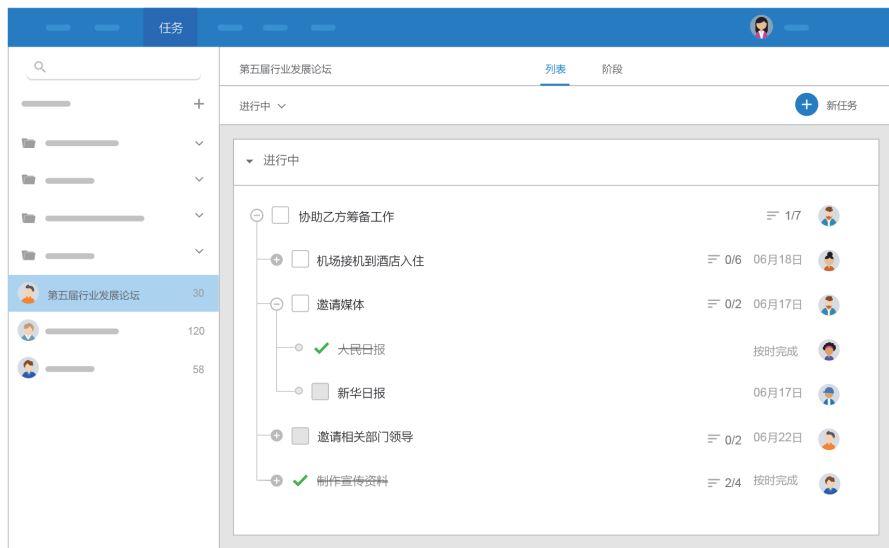 任务
第五届行业发展论坛
列表
阶段
进行中
新任务
进行中
协助乙方筹备工作 1/7
机场接机到酒店入住 0/6 06月18日
邀请媒体 0/2 06月17日
人民日报 按时完成
新华日报 06月17日
邀请相关部门领导 0/2 06月22日
制作宣传资料 2/4 按时完成
第五届行业发展论坛 30
120
58